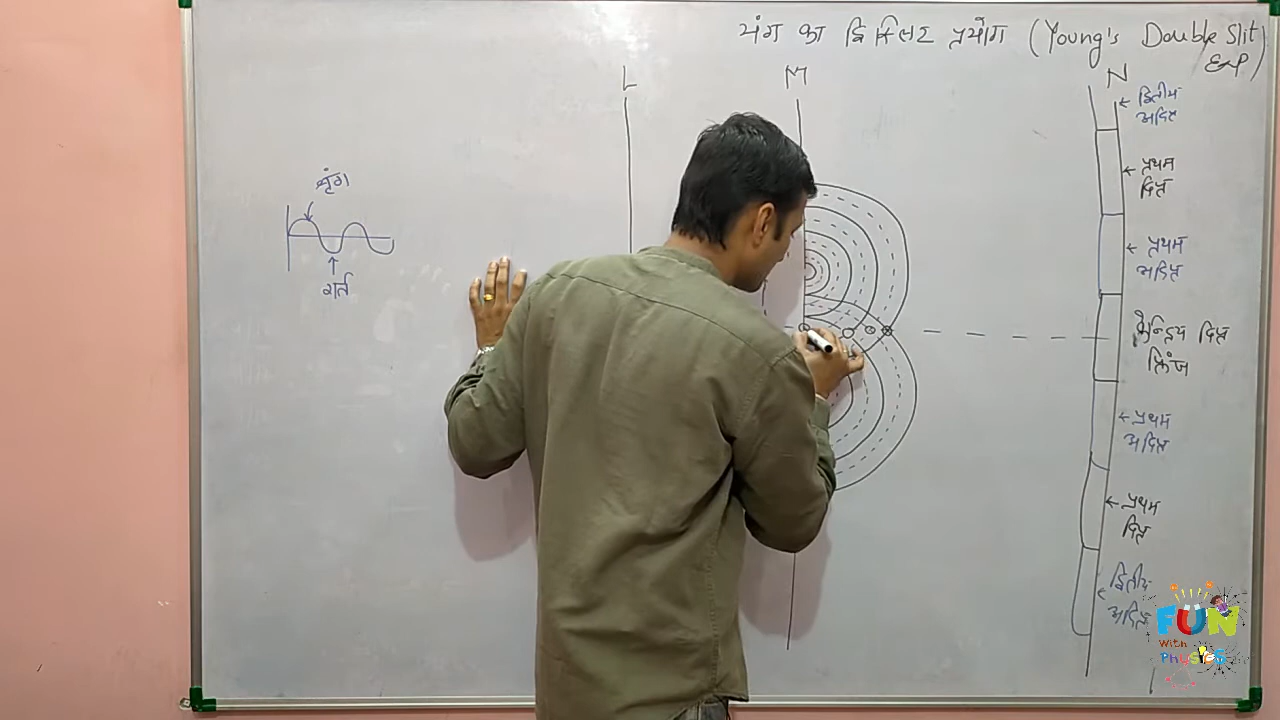 यंग का द्वि स्लिट प्रयोग (Young's Double Slit
Exp)
L
M
N
द्वितीय
अदिप्त
प्रथम
दिप्त
श्रृंग
प्रथम
अदिप्त
गर्त
केन्द्रिय दिप्त
फ्रिंज
प्रथम
अदिप्त
प्रथम
दिप्त
द्वितीय
अदिप्त
FUN
With
Physics